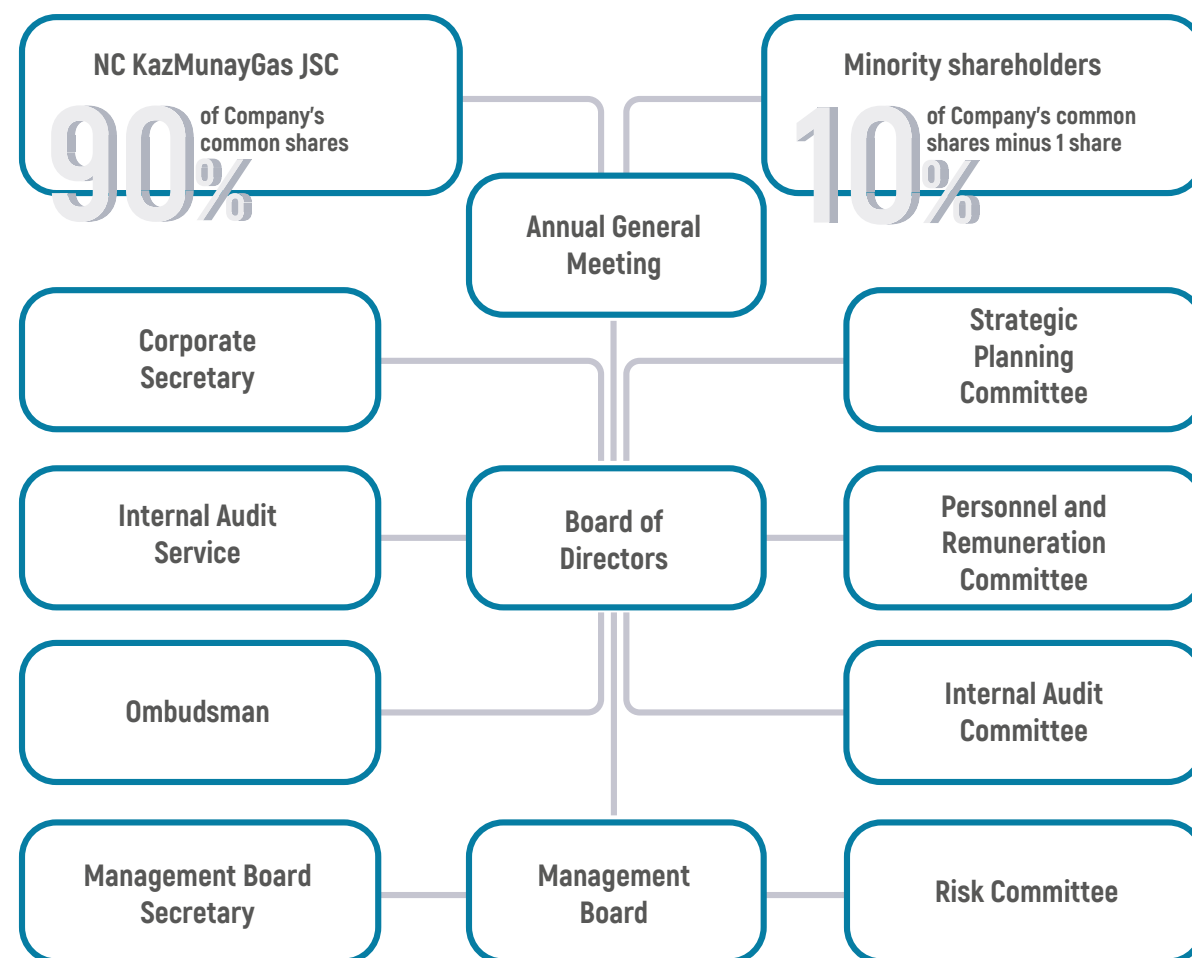 NC KazMunayGas JSC
90%
of Company's
common shares
Minority shareholders
10%
of Company's common
shares minus 1 share
Annual General
Meeting
Corporate
Secretary
Strategic
Planning
Committee
Internal Audit
Service
Board of
Directors
Personnel and
Remuneration
Committee
Ombudsman
Internal Audit
Committee
Management Board
Secretary
Management
Board
Risk Committee